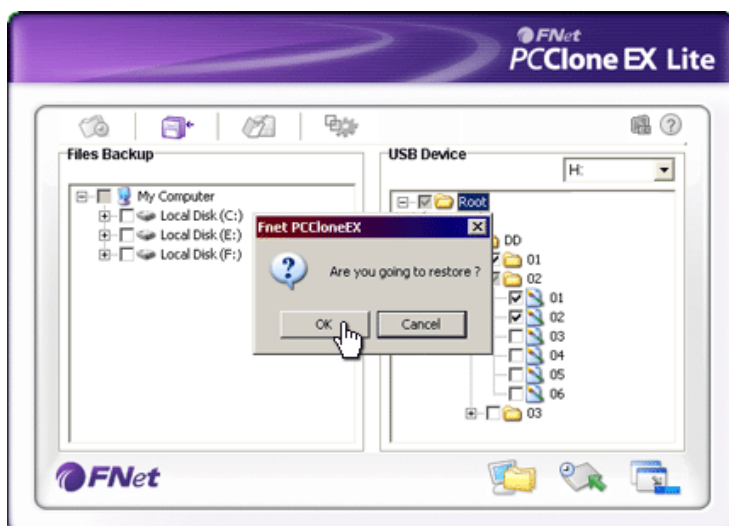 FNet
PCClone EX Lite
Files Backup
USB Device
H:
My Computer
Local Disk (C:)
Local Disk (E:)
Local Disk (F:)
Root
DD
01
02
01
02
03
04
05
06
03
Fnet PCCloneEX
Are you going to restore ?
OK
Cancel
FNet